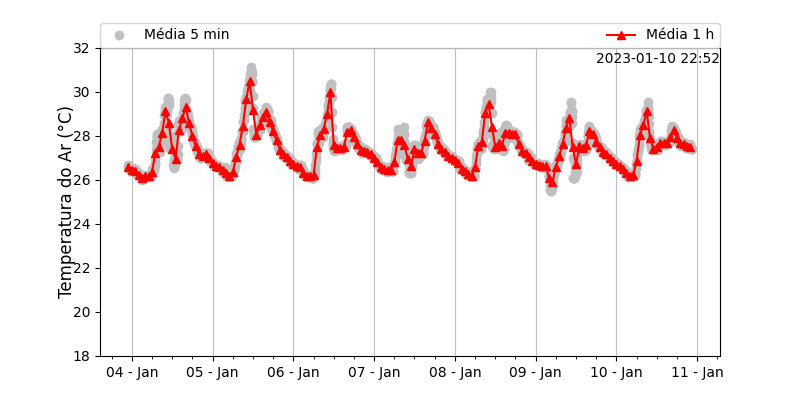 Média 5 min
Média 1 h
2023-01-10 22:52
Temperatura do Ar (°C)
32
30
28
26
24
22
20
18
04 - Jan
05 - Jan
06 - Jan
07 - Jan
08 - Jan
09 - Jan
10 - Jan
11 - Jan